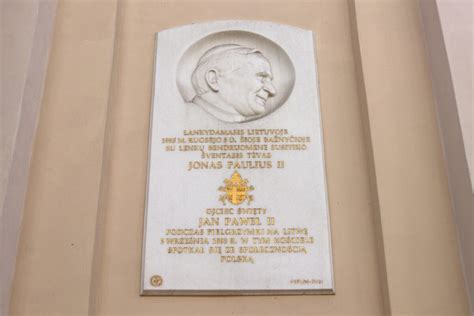 LANKYDAMASIS LIETUVOJE
1993 M. RUGSĖJO 5 D. ŠIOJE BAŽNYČIOJE
SU LENKŲ BENDRUOMENE SUSITIKO
ŠVENTASIS TĖVAS
JONAS PAULIUS II
OJCIEC ŚWIĘTY
JAN PAWEŁ II
PODCZAS PIELGRZYMKI NA LITWĘ
5 WRZEŚNIA 1993 R. W TYM KOŚCIELE
SPOTKAŁ SIĘ ZE SPOŁECZNOŚCIĄ
POLSKĄ